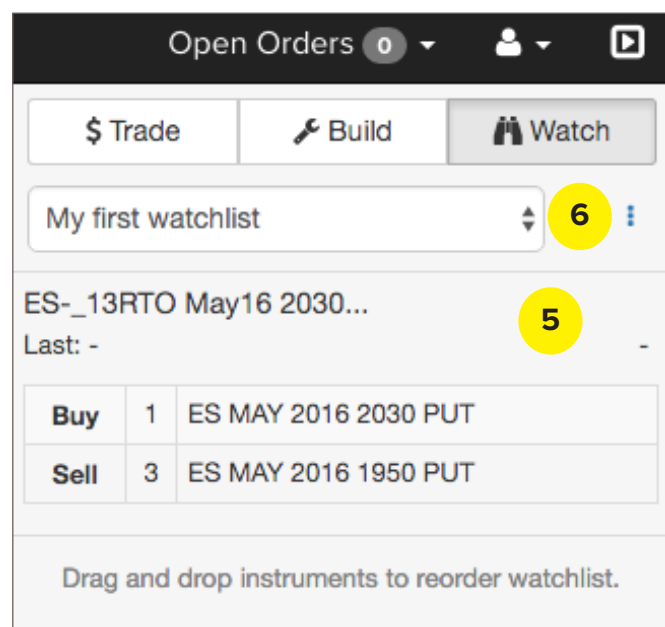 Open Orders 0
$ Trade Build Watch
My first watchlist 6
ES-_13RTO May16 2030... 5
Last: - -
Buy 1 ES MAY 2016 2030 PUT
Sell 3 ES MAY 2016 1950 PUT
Drag and drop instruments to reorder watchlist.